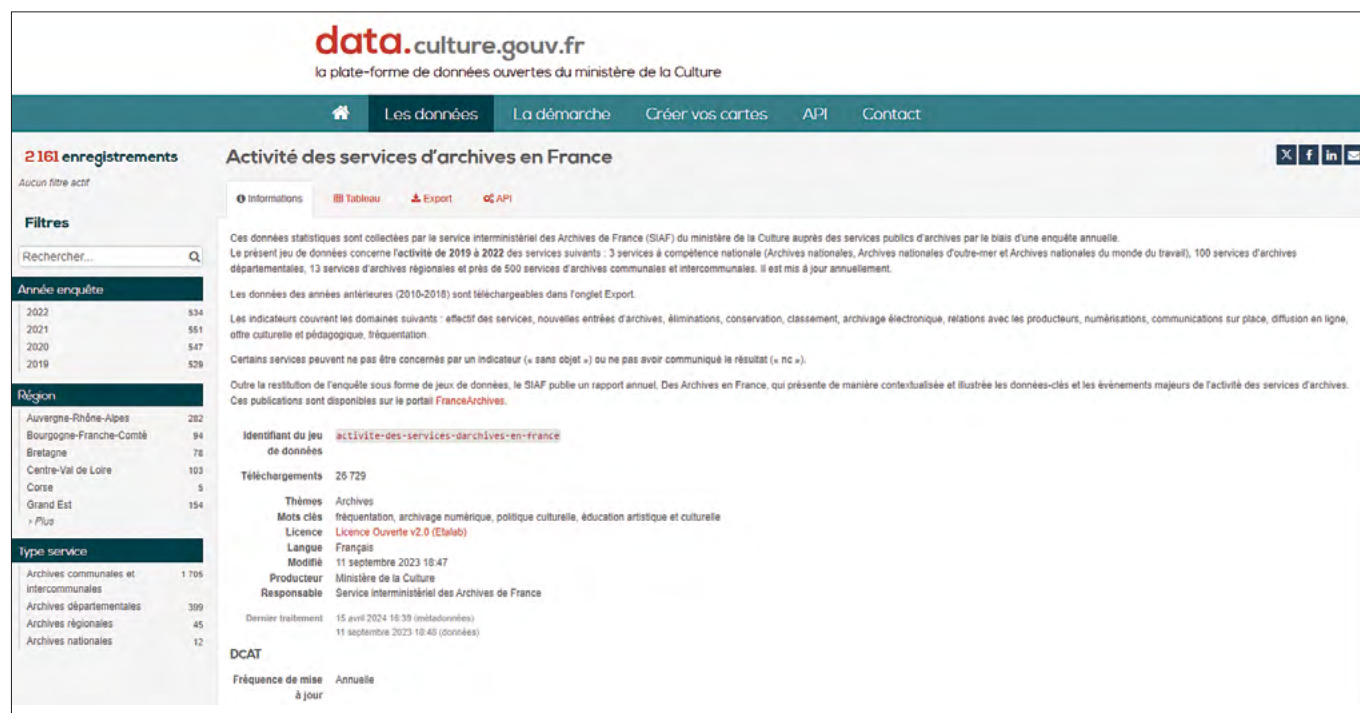 data.culture.gouv.fr
la plate-forme de données ouvertes du ministère de la Culture
Les données La démarche Créer vos cartes API Contact
2 161 enregistrements
Aucun filtre actif
Filtres
Rechercher...
Année enquête
2022 534
2021 551
2020 547
2019 529
Région
Auvergne-Rhône-Alpes 282
Bourgogne-Franche-Comté 94
Bretagne 78
Centre-Val de Loire 103
Corse 5
Grand Est 154
› Plus
Type service
Archives communales et 1 705
intercommunales
Archives départementales 399
Archives régionales 45
Archives nationales 12
Activité des services d'archives en France
X f in
Informations Tableau Export API
Ces données statistiques sont collectées par le service interministériel des Archives de France (SIAF) du ministère de la Culture auprès des services publics d'archives par le biais d'une enquête annuelle.
Le présent jeu de données concerne l'activité de 2019 à 2022 des services suivants : 3 services à compétence nationale (Archives nationales, Archives nationales d'outre-mer et Archives nationales du monde du travail), 100 services d'archives
départementales, 13 services d'archives régionales et près de 500 services d'archives communales et intercommunales. Il est mis à jour annuellement.
Les données des années antérieures (2010-2018) sont téléchargeables dans l'onglet Export.
Les indicateurs couvrent les domaines suivants : effectif des services, nouvelles entrées d'archives, éliminations, conservation, classement, archivage électronique, relations avec les producteurs, numérisations, communications sur place, diffusion en ligne,
offre culturelle et pédagogique, fréquentation.
Certains services peuvent ne pas être concernés par un indicateur (« sans objet ») ou ne pas avoir communiqué le résultat (« nc »).
Outre la restitution de l'enquête sous forme de jeux de données, le SIAF publie un rapport annuel, Des Archives en France, qui présente de manière contextualisée et illustrée les données-clés et les évènements majeurs de l'activité des services d'archives.
Ces publications sont disponibles sur le portail FranceArchives.
Identifiant du jeu activite-des-services-darchives-en-france
de données
Téléchargements 26 729
Thèmes Archives
Mots clés fréquentation, archivage numérique, politique culturelle, éducation artistique et culturelle
Licence Licence Ouverte v2.0 (Etalab)
Langue Français
Modifié 11 septembre 2023 18:47
Producteur Ministère de la Culture
Responsable Service interministériel des Archives de France
Dernier traitement 15 avril 2024 16:39 (métadonnées)
11 septembre 2023 18:48 (données)
DCAT
Fréquence de mise Annuelle
à jour